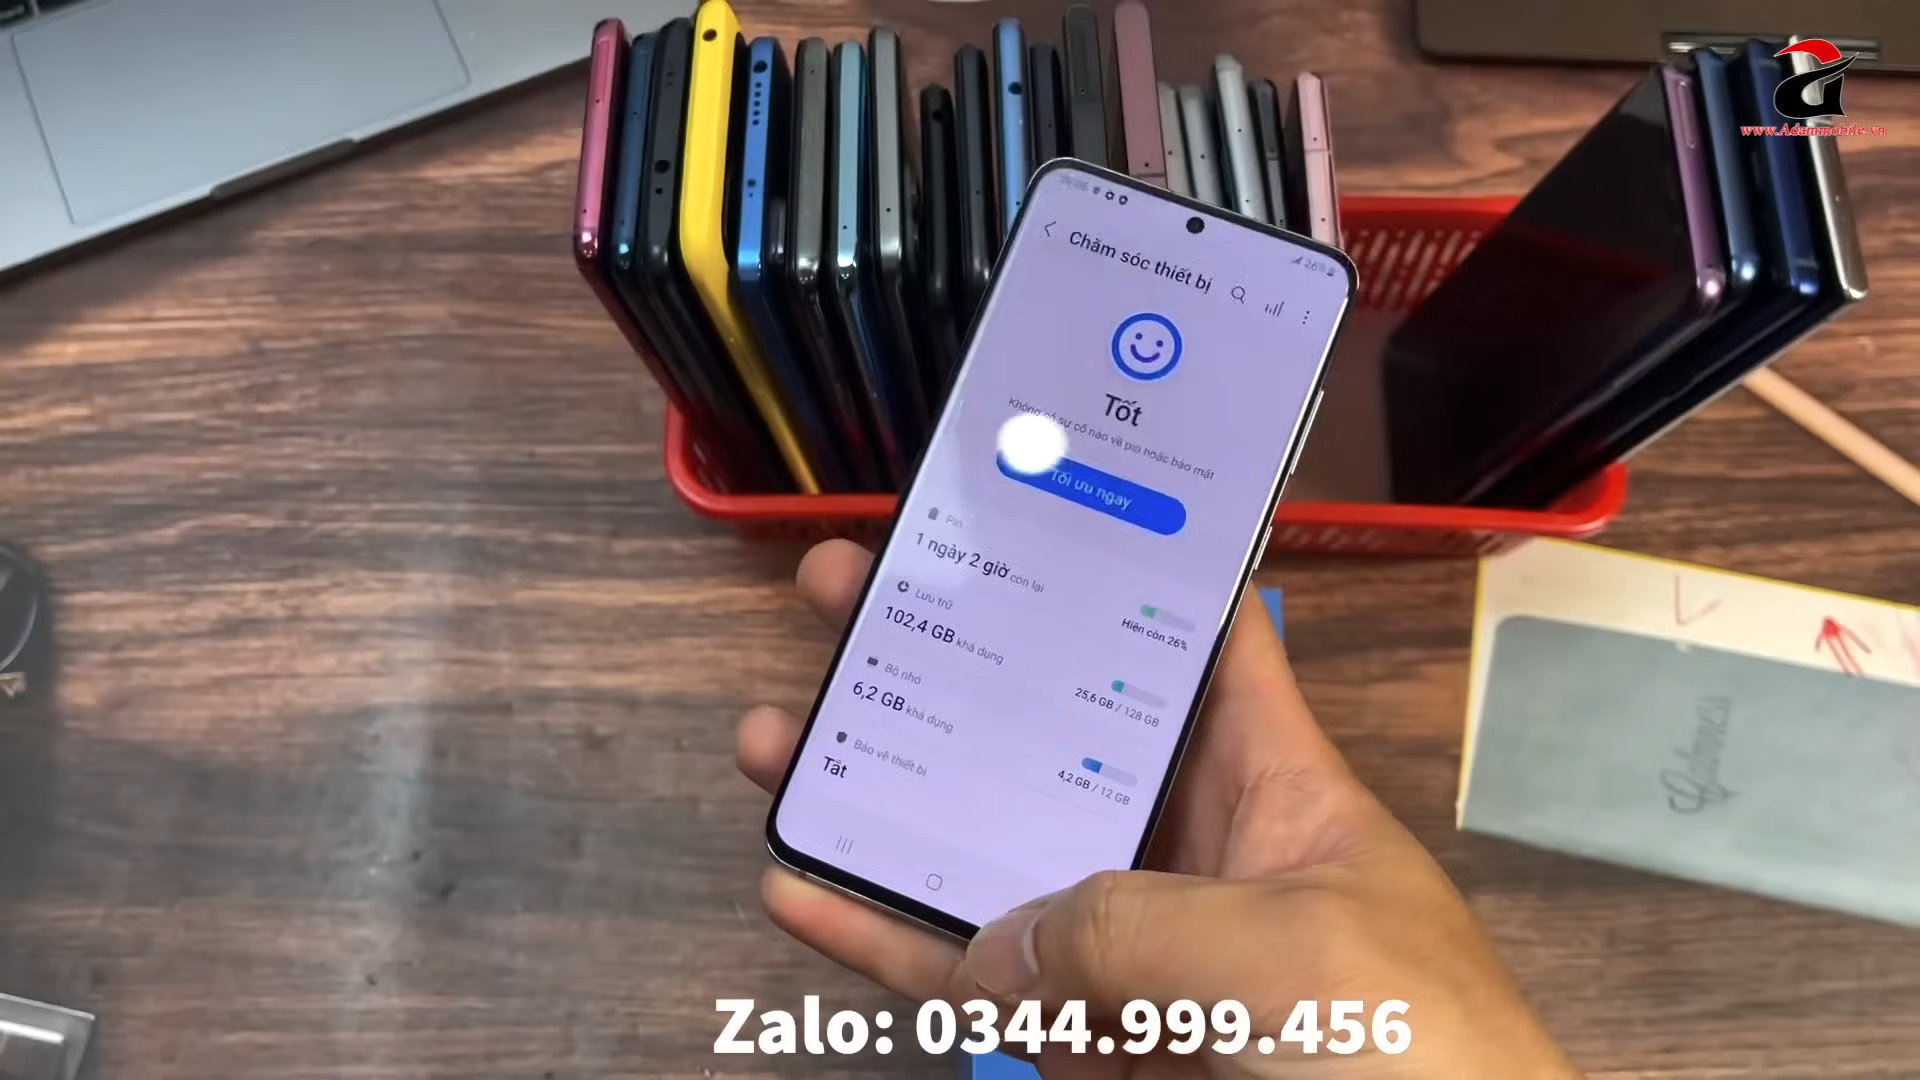 www.Adammobile.vn
26%
Chăm sóc thiết bị
Tốt
Không có sự cố nào về pin hoặc bảo mật
Tối ưu ngay
Pin
1 ngày 2 giờ còn lại
Hiện còn 26%
Lưu trữ
102,4 GB khả dụng
25,6 GB / 128 GB
Bộ nhớ
6,2 GB khả dụng
4,2 GB / 12 GB
Bảo vệ thiết bị
Tắt
Zalo: 0344.999.456